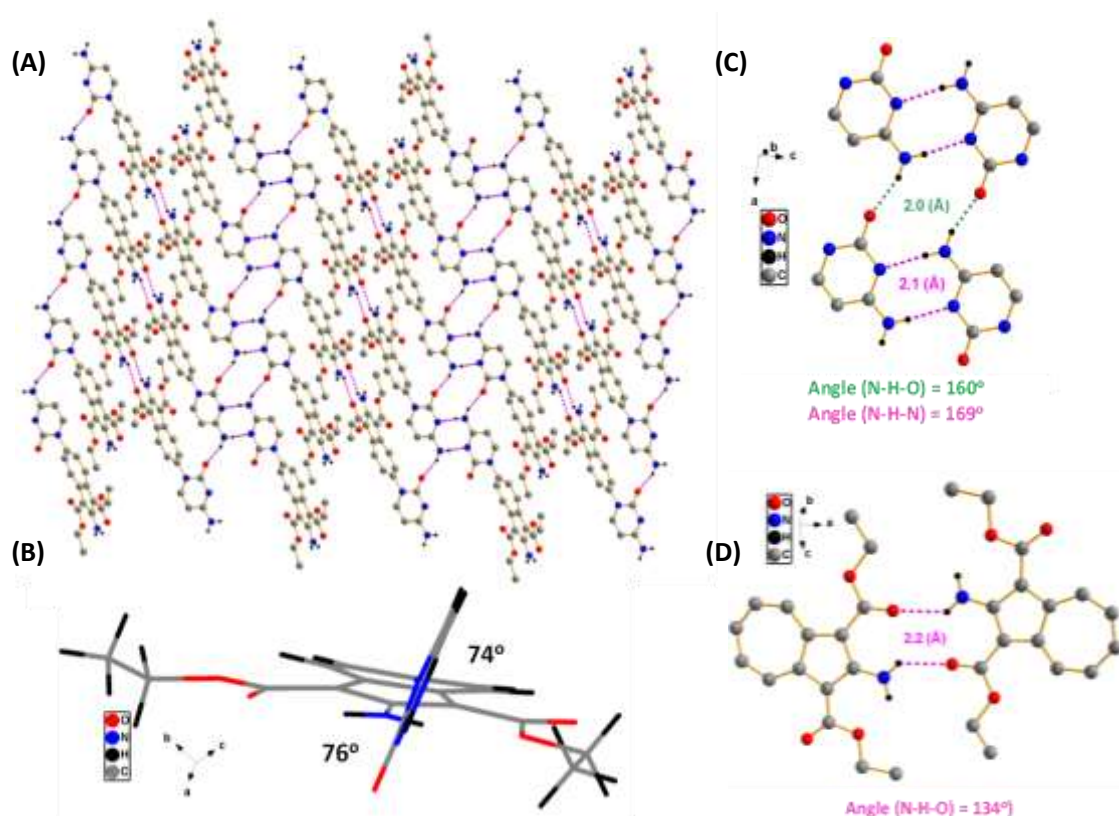 (A)
(C)
b
c
a
O
N
H
C
2.0 (Å)
2.1 (Å)
Angle (N-H-O) = 160°
Angle (N-H-N) = 169°
(B)
74°
76°
O
N
H
C
b
c
a
(D)
O
N
H
C
b
a
c
2.2 (Å)
Angle (N-H-O) = 134°)